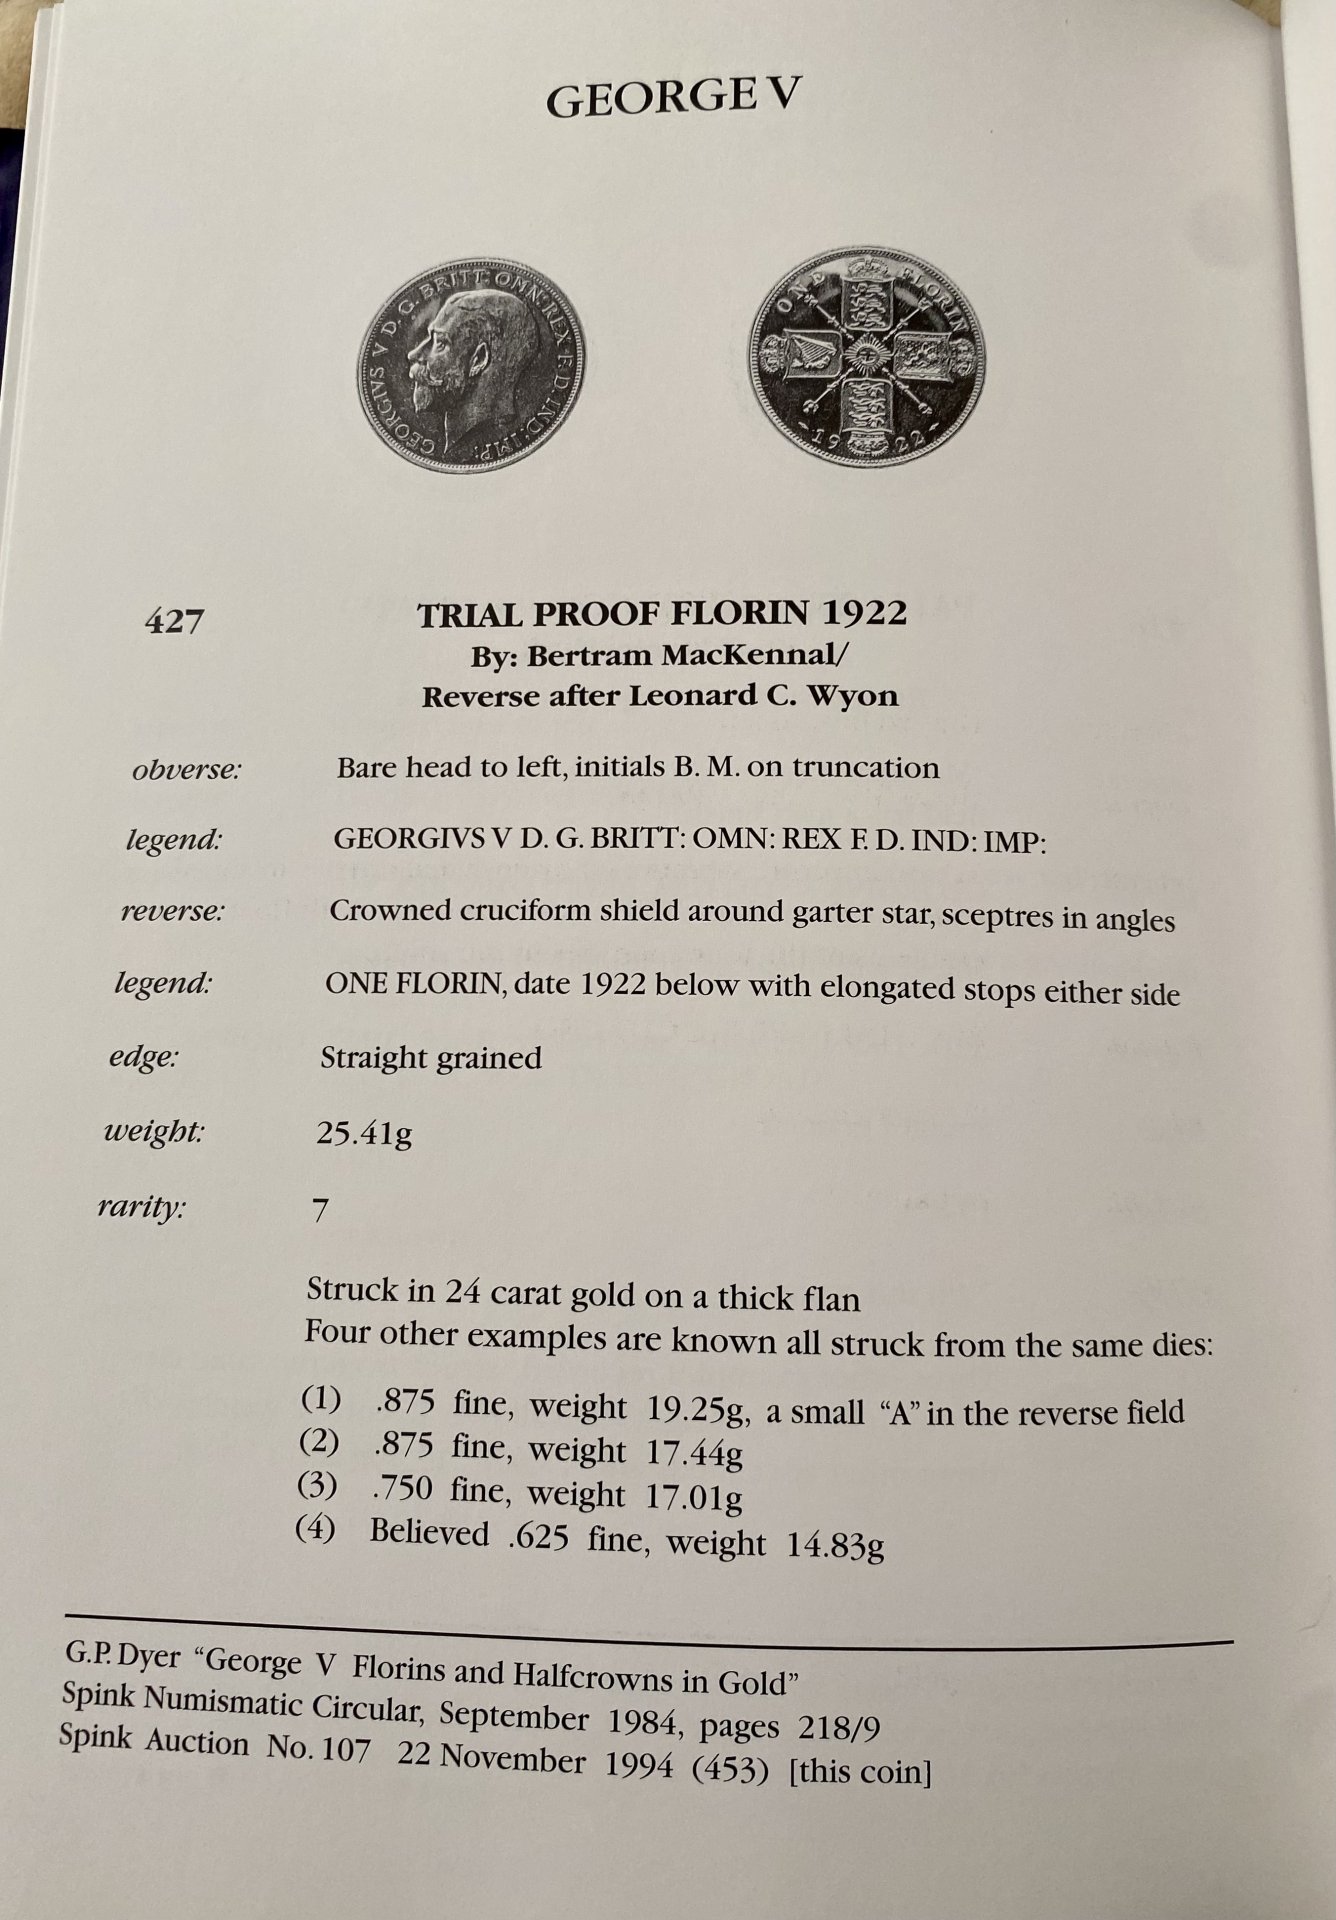 GEORGE V
GEORGIVS V D. G. BRITT: OMN: REX F. D. IND: IMP:
ONE FLORIN
1922
427 TRIAL PROOF FLORIN 1922
By: Bertram MacKennal/
Reverse after Leonard C. Wyon
obverse: Bare head to left, initials B. M. on truncation
legend: GEORGIVS V D. G. BRITT: OMN: REX F. D. IND: IMP:
reverse: Crowned cruciform shield around garter star, sceptres in angles
legend: ONE FLORIN, date 1922 below with elongated stops either side
edge: Straight grained
weight: 25.41g
rarity: 7
Struck in 24 carat gold on a thick flan
Four other examples are known all struck from the same dies:
(1) .875 fine, weight 19.25g, a small “A” in the reverse field
(2) .875 fine, weight 17.44g
(3) .750 fine, weight 17.01g
(4) Believed .625 fine, weight 14.83g
G.P. Dyer “George V Florins and Halfcrowns in Gold”
Spink Numismatic Circular, September 1984, pages 218/9
Spink Auction No. 107 22 November 1994 (453) [this coin]